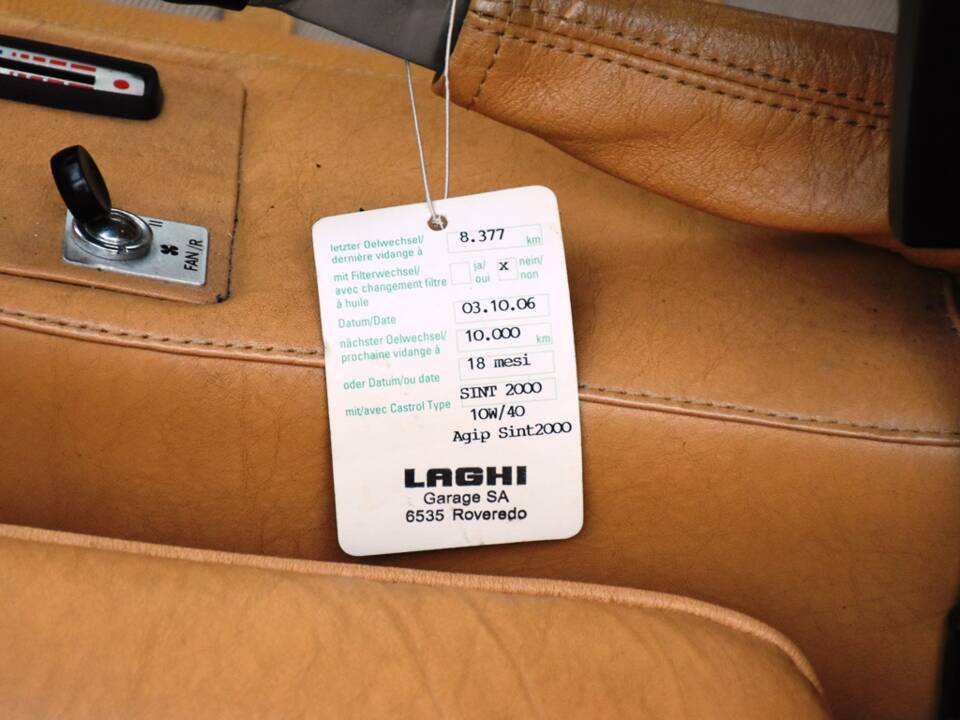 FAN/R
letzter Oelwechsel/ 8.377 km
dernière vidange à
mit Filterwechsel/ ja/ x nein/
avec changement filtre oui non
à huile
Datum/Date 03.10.06
nächster Oelwechsel/ 10.000 km
prochaine vidange à
oder Datum/ou date 18 mesi
mit/avec Castrol Type SINT 2000
10W/40
Agip Sint2000
LAGHI
Garage SA
6535 Roveredo